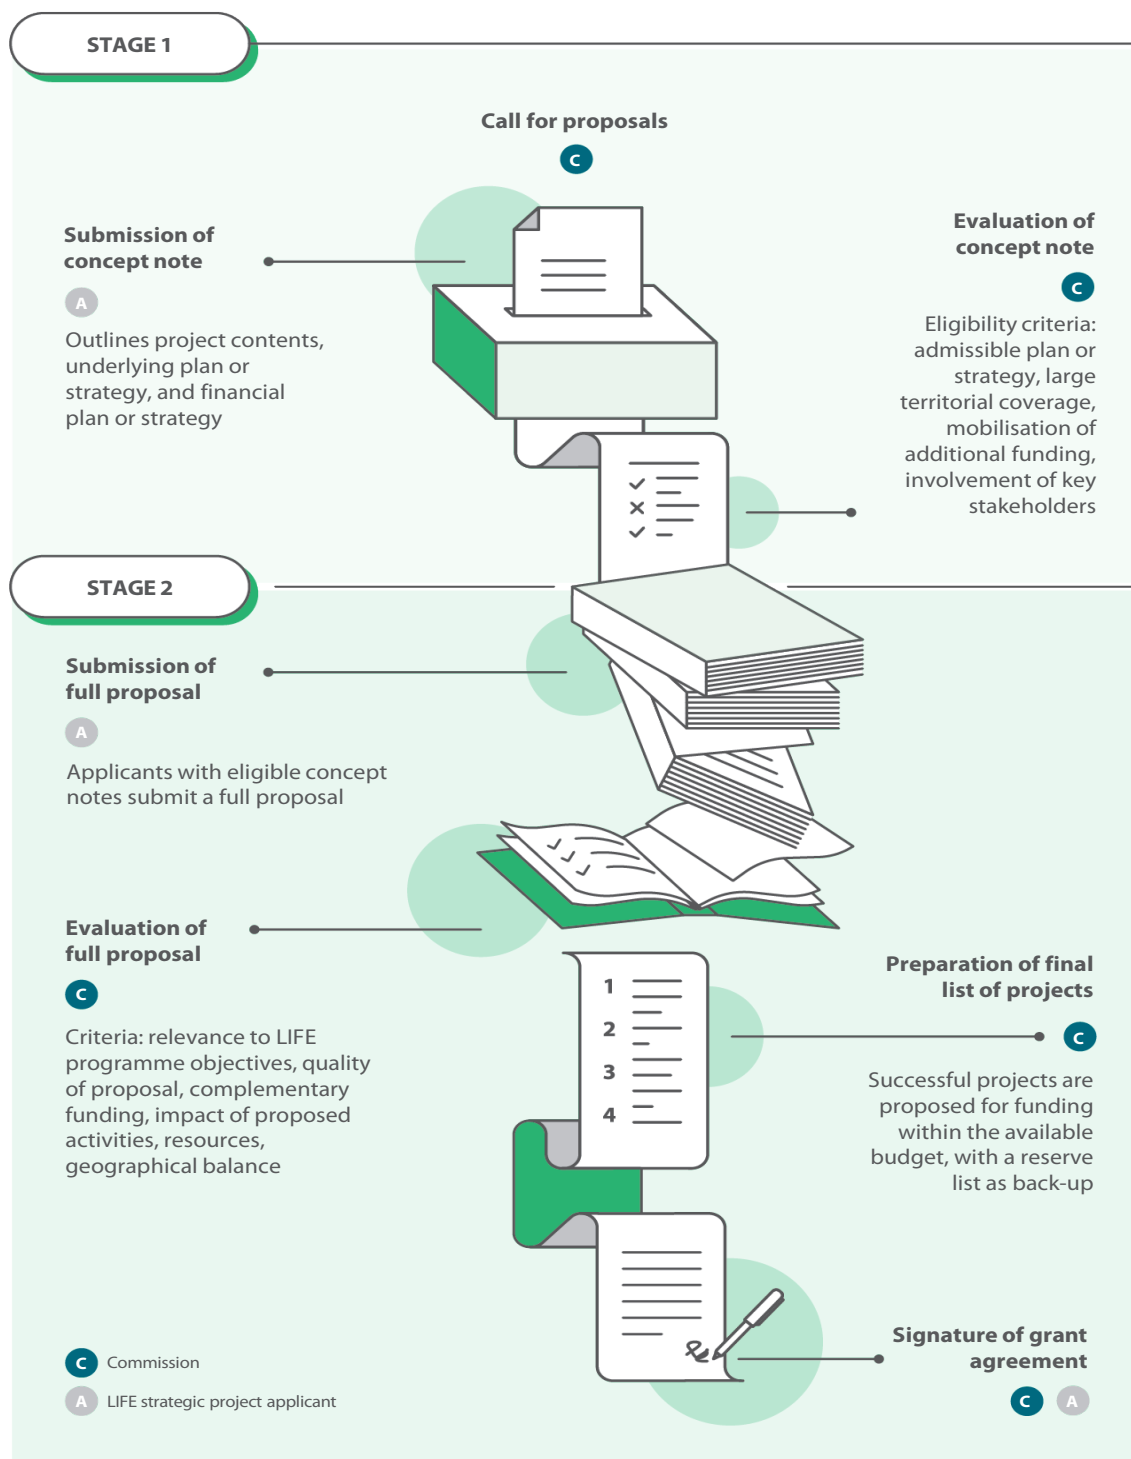 STAGE 1
Call for proposals
C
Submission of
concept note
A
Outlines project contents,
underlying plan or
strategy, and financial
plan or strategy
Evaluation of
concept note
C
Eligibility criteria:
admissible plan or
strategy, large
territorial coverage,
mobilisation of
additional funding,
involvement of key
stakeholders
STAGE 2
Submission of
full proposal
A
Applicants with eligible concept
notes submit a full proposal
Evaluation of
full proposal
C
Criteria: relevance to LIFE
programme objectives, quality
of proposal, complementary
funding, impact of proposed
activities, resources,
geographical balance
1
2
3
4
Preparation of final
list of projects
C
Successful projects are
proposed for funding
within the available
budget, with a reserve
list as back-up
Signature of grant
agreement
C A
C Commission
A LIFE strategic project applicant